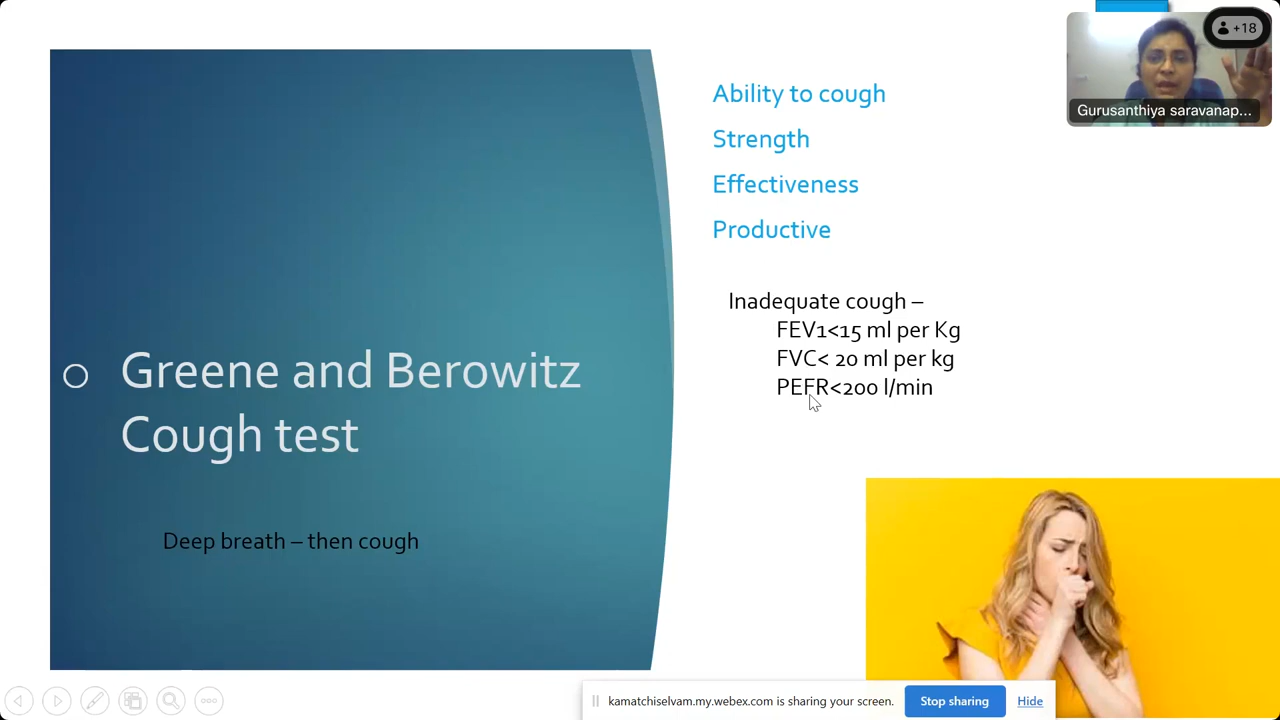 +18
Gurusanthiya saravanap...
Ability to cough
Strength
Effectiveness
Productive
Inadequate cough –
FEV1<15 ml per Kg
FVC< 20 ml per kg
PEFR<200 l/min
Greene and Berowitz
Cough test
Deep breath – then cough
kamatchiselvam.my.webex.com is sharing your screen.
Stop sharing
Hide